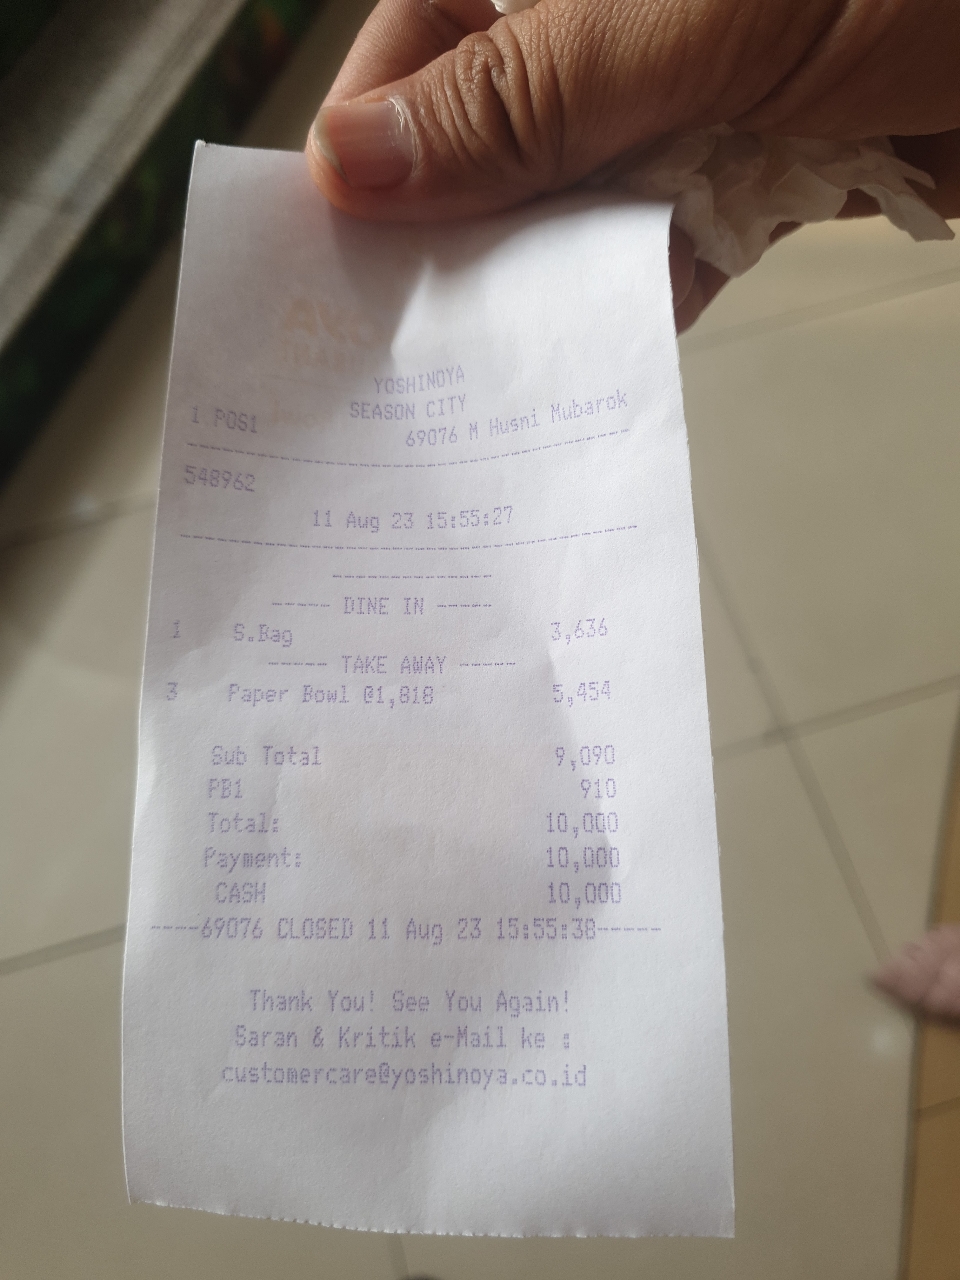 YOSHINOYA
SEASON CITY
1 POS1 69076 M Husni Mubarok
548962
11 Aug 23 15:55:27
----- DINE IN -----
1 S.Bag 3,636
----- TAKE AWAY -----
3 Paper Bowl @1,818 5,454
Sub Total 9,090
PB1 910
Total: 10,000
Payment: 10,000
CASH 10,000
----69076 CLOSED 11 Aug 23 15:55:38-----
Thank You! See You Again!
Saran & Kritik e-Mail ke :
customercare@yoshinoya.co.id